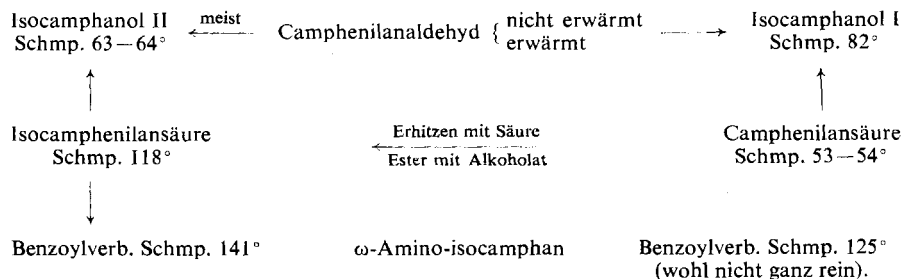 Isocamphanol II meist Camphenilanaldehyd { nicht erwärmt Isocamphanol I
Schmp. 63—64° erwärmt Schmp. 82°
Isocamphenilansäure Erhitzen mit Säure Camphenilansäure
Schmp. 118° Ester mit Alkoholat Schmp. 53—54°
Benzoylverb. Schmp. 141° ω-Amino-isocamphan Benzoylverb. Schmp. 125°
(wohl nicht ganz rein).